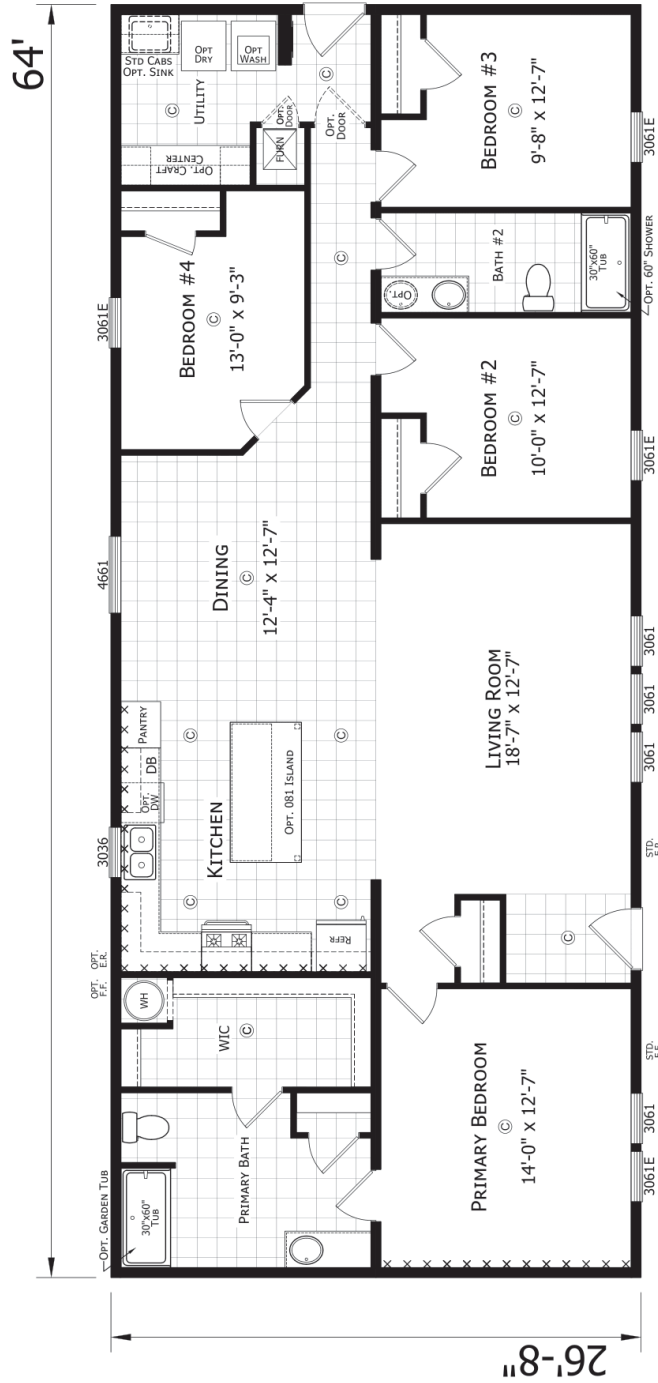 64'
STD CABS
OPT. SINK
OPT
DRY
OPT
WASH
UTILITY
©
©
OPT. CRAFT
CENTER
FURN
OPT.
DOOR
OPT.
DOOR
BEDROOM #3
©
9'-8" x 12'-7"
3061E
3061E
BEDROOM #4
©
13'-0" x 9'-3"
©
BATH #2
OPT
30"x60"
TUB
OPT. 60" SHOWER
BEDROOM #2
©
10'-0" x 12'-7"
3061E
4661
DINING
©
12'-4" x 12'-7"
PANTRY
DB
OPT.
DW
3036
KITCHEN
OPT. 081 ISLAND
©
©
©
©
REFR.
LIVING ROOM
18'-7" x 12'-7"
3061
3061
3061
STD.
E.R.
©
OPT.
F.F.
OPT.
E.R.
WH
WIC
©
PRIMARY BATH
OPT. GARDEN TUB
30"x60"
TUB
PRIMARY BEDROOM
©
14'-0" x 12'-7"
STD.
3061
3061E
26'-8"